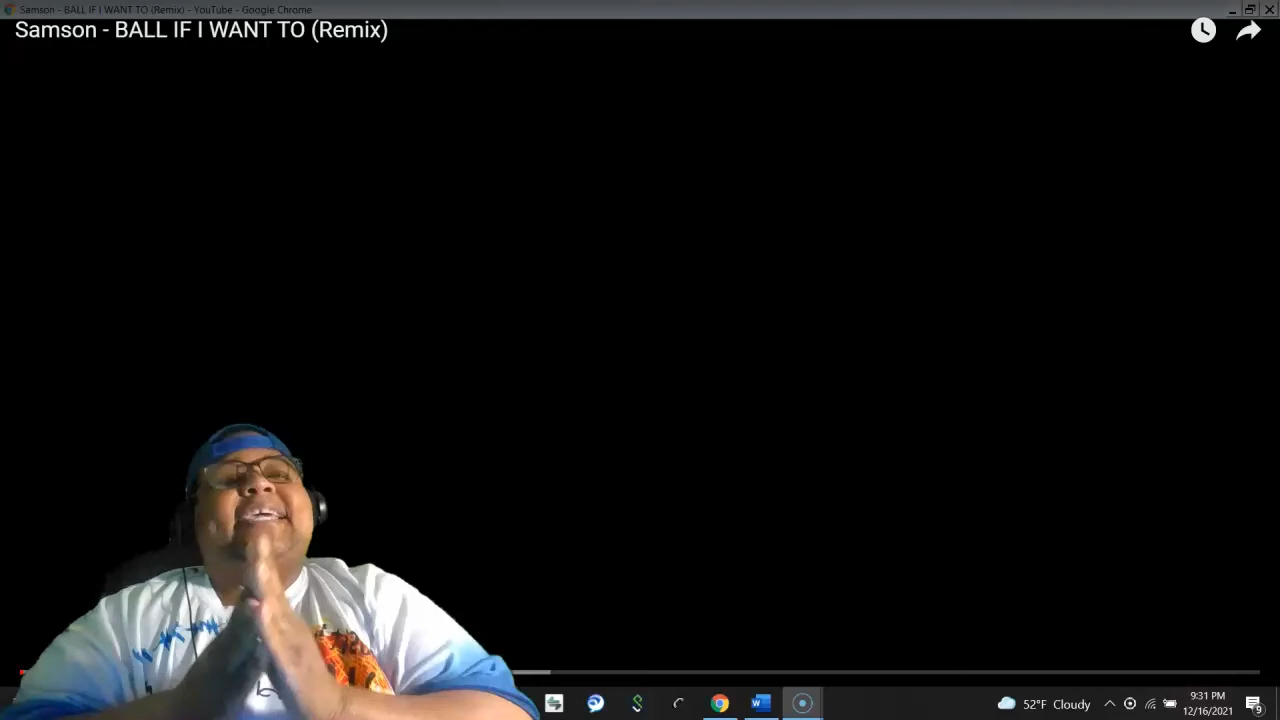 Samson - BALL IF I WANT TO (Remix) - YouTube - Google Chrome
Samson - BALL IF I WANT TO (Remix)
52°F Cloudy
9:31 PM
12/16/2021